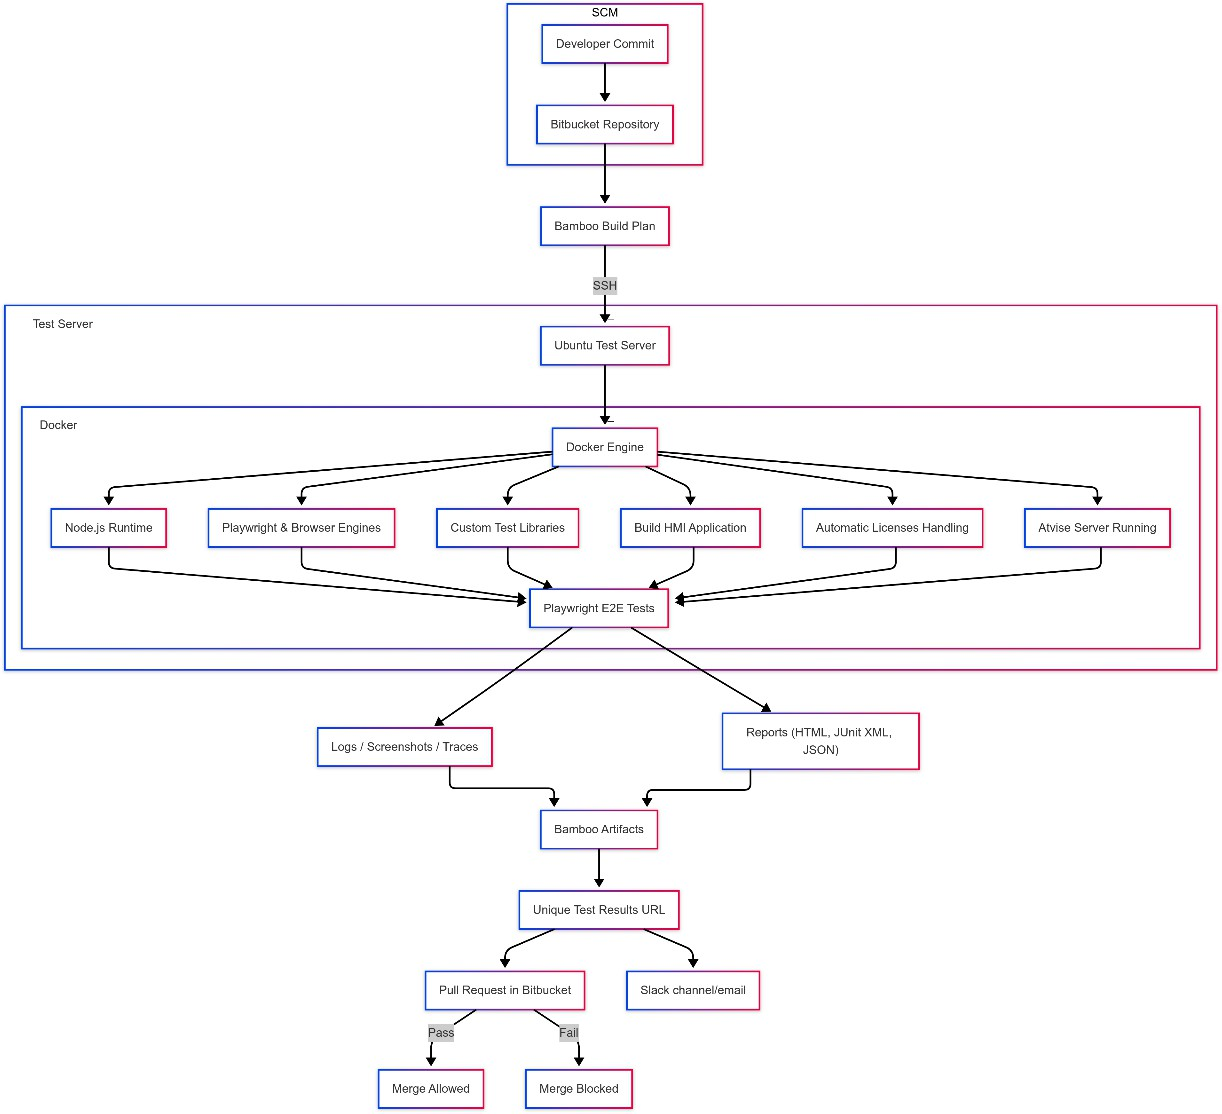 SCM
Developer Commit
Bitbucket Repository
Bamboo Build Plan
SSH
Test Server
Ubuntu Test Server
Docker
Docker Engine
Node.js Runtime
Playwright & Browser Engines
Custom Test Libraries
Build HMI Application
Automatic Licenses Handling
Atvise Server Running
Playwright E2E Tests
Logs / Screenshots / Traces
Reports (HTML, JUnit XML,
JSON)
Bamboo Artifacts
Unique Test Results URL
Pull Request in Bitbucket
Slack channel/email
Pass
Fail
Merge Allowed
Merge Blocked